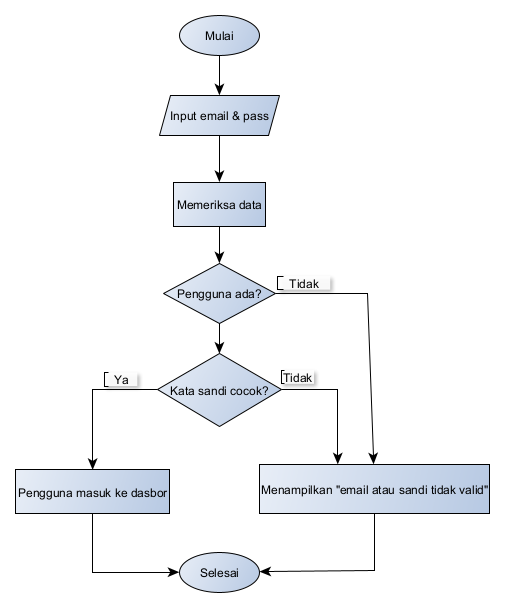 Mulai
Input email & pass
Memeriksa data
Pengguna ada?
Tidak
Kata sandi cocok?
Ya
Tidak
Pengguna masuk ke dasbor
Menampilkan "email atau sandi tidak valid"
Selesai